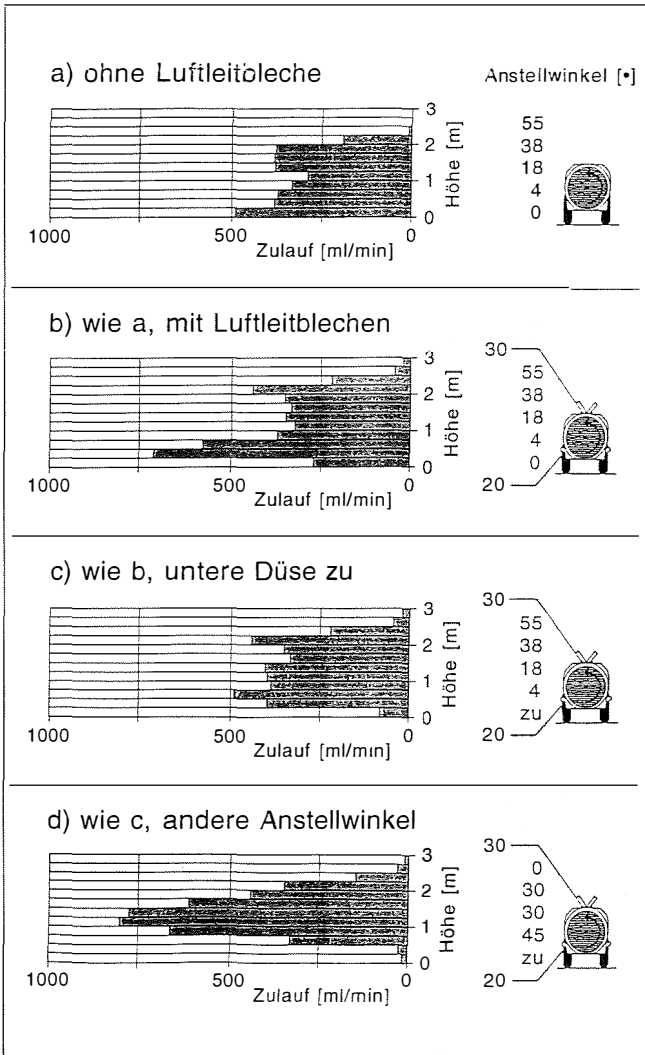 a) ohne Luftleitbleche
Anstellwinkel [•]
3
2
1
0
Höhe [m]
1000 500 0
Zulauf [ml/min]
55
38
18
4
0
b) wie a, mit Luftleitblechen
3
2
1
0
Höhe [m]
1000 500 0
Zulauf [ml/min]
30
55
38
18
4
0
20
c) wie b, untere Düse zu
3
2
1
0
Höhe [m]
1000 500 0
Zulauf [ml/min]
30
55
38
18
4
zu
20
d) wie c, andere Anstellwinkel
3
2
1
0
Höhe [m]
1000 500 0
Zulauf [ml/min]
30
0
30
30
45
zu
20